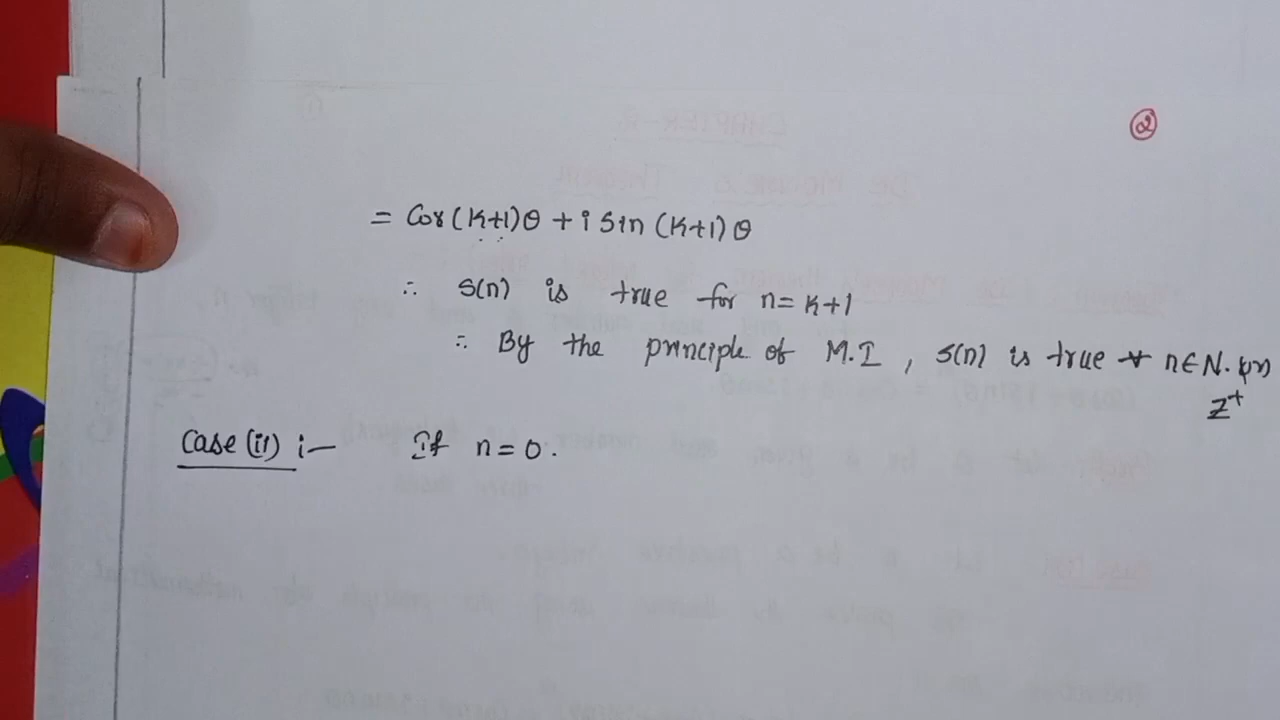 ②
= Cos(K+1)θ + i Sin (K+1) θ
∴ S(n) is true for n = K+1
∴ By the principle of M.I , S(n) is true ∀ n∈N. (or)
Z⁺
Case (ii) :- If n = 0.